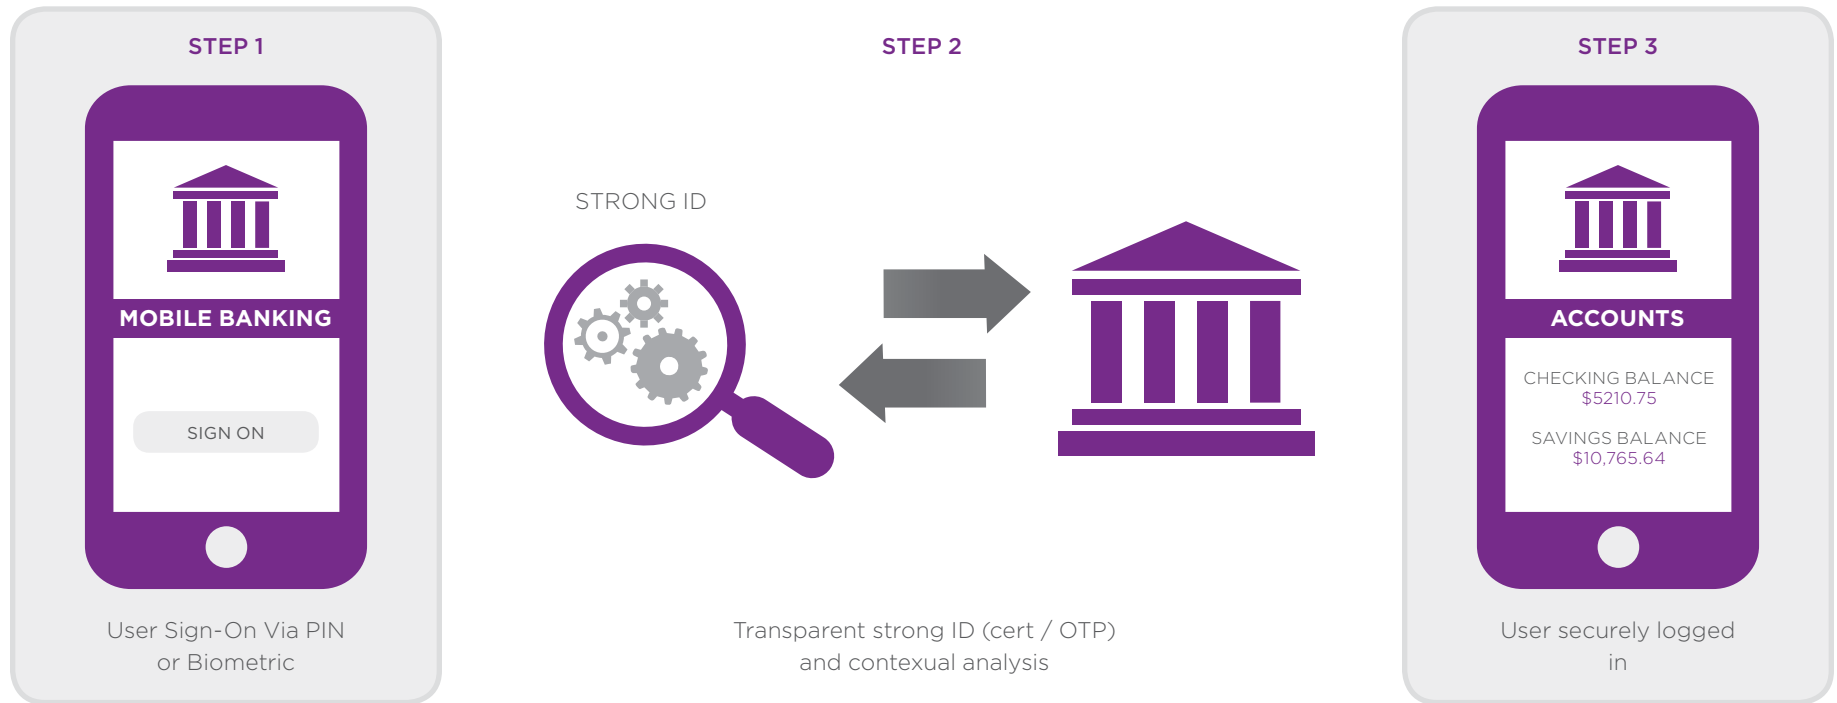 STEP 1
MOBILE BANKING
SIGN ON
User Sign-On Via PIN
or Biometric
STEP 2
STRONG ID
Transparent strong ID (cert / OTP)
and contexual analysis
STEP 3
ACCOUNTS
CHECKING BALANCE
$5210.75
SAVINGS BALANCE
$10,765.64
User securely logged
in